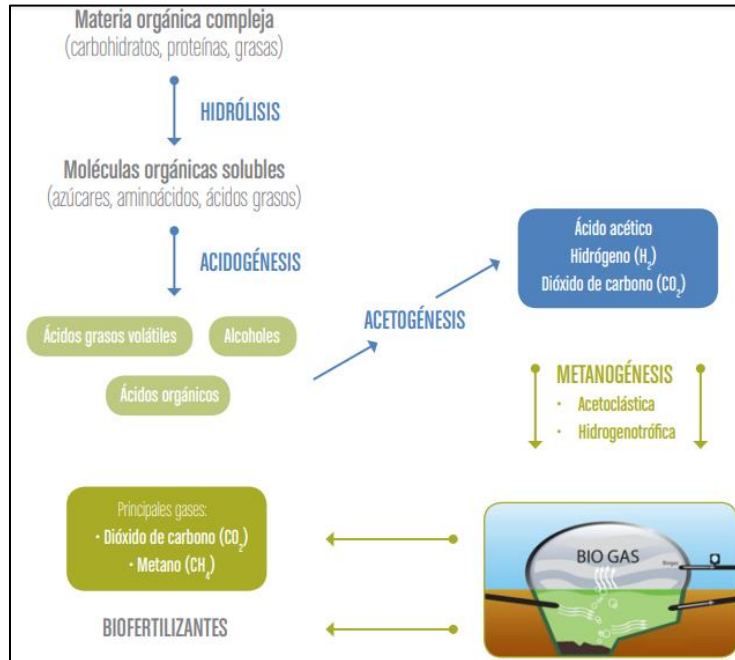 Materia orgánica compleja
(carbohidratos, proteínas, grasas)
HIDRÓLISIS
Moléculas orgánicas solubles
(azúcares, aminoácidos, ácidos grasos)
ACIDOGÉNESIS
Ácidos grasos volátiles
Alcoholes
Ácidos orgánicos
ACETOGÉNESIS
Ácido acético
Hidrógeno (H₂)
Dióxido de carbono (CO₂)
METANOGÉNESIS
· Acetoclástica
· Hidrogenotrófica
BIO GAS
Biogas
Principales gases:
· Dióxido de carbono (CO₂)
· Metano (CH₄)
BIOFERTILIZANTES